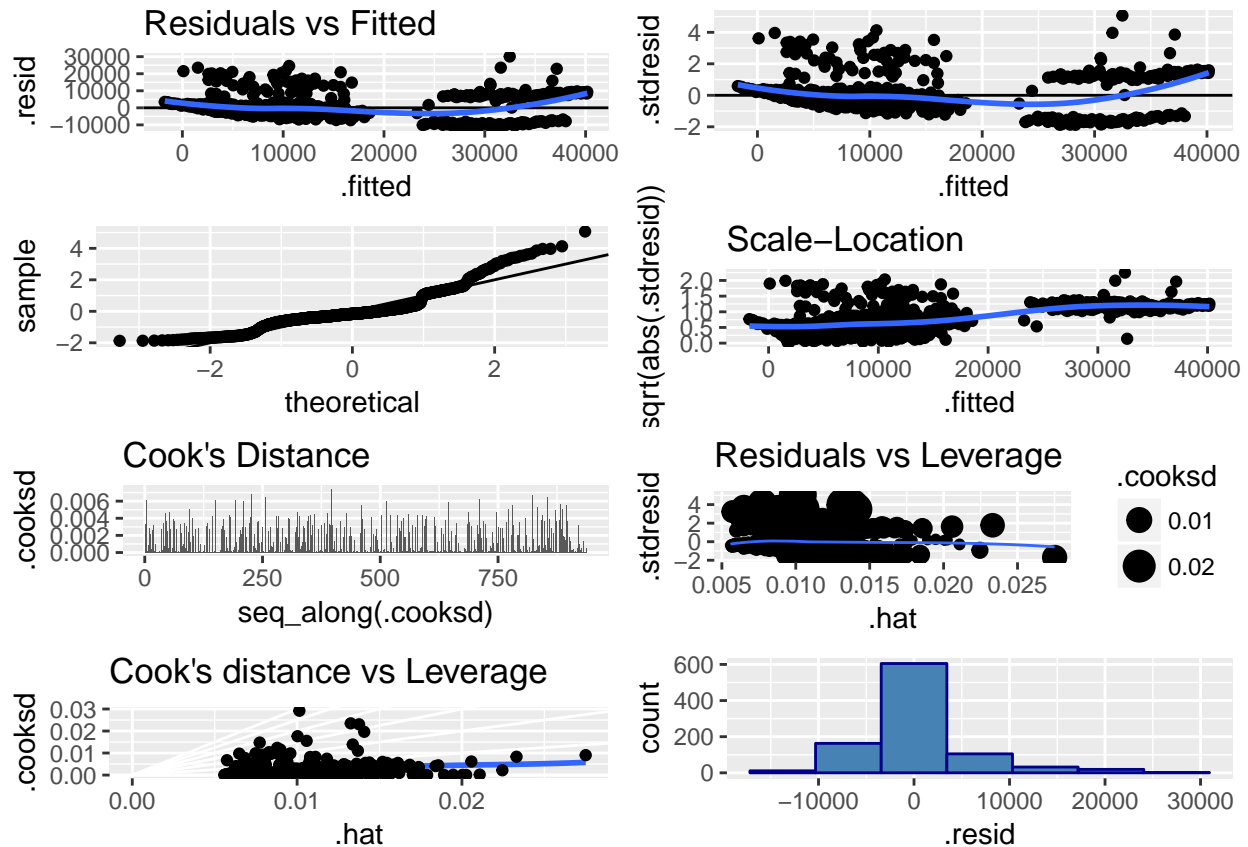 Residuals vs Fitted
.resid
30000
20000
10000
0
−10000
0 10000 20000 30000 40000
.fitted
.stdresid
4
2
0
−2
0 10000 20000 30000 40000
.fitted
sample
4
2
0
−2
−2 0 2
theoretical
Scale−Location
sqrt(abs(.stdresid))
2.0
1.5
1.0
0.5
0.0
0 10000 20000 30000 40000
.fitted
Cook's Distance
.cooksd
0.006
0.004
0.002
0.000
0 250 500 750
seq_along(.cooksd)
Residuals vs Leverage
.stdresid
4
2
0
−2
0.005 0.010 0.015 0.020 0.025
.hat
.cooksd
0.01
0.02
Cook's distance vs Leverage
.cooksd
0.03
0.02
0.01
0.00
0.00 0.01 0.02
.hat
count
600
400
200
0
−10000 0 10000 20000 30000
.resid